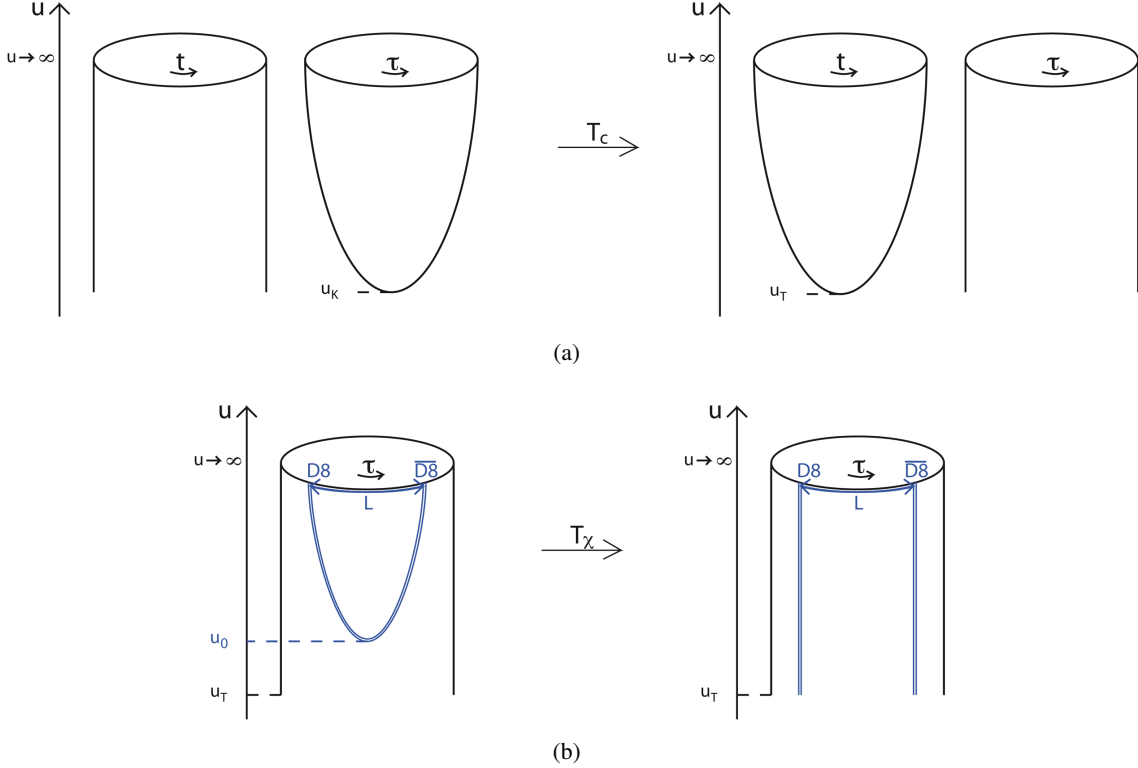 u
u → ∞
t
τ
u_K
T_c
u
u → ∞
t
τ
u_T
(a)
u
u → ∞
D8
τ
D̅8̅
L
u_0
u_T
T_χ
u
u → ∞
D8
τ
D̅8̅
L
u_T
(b)